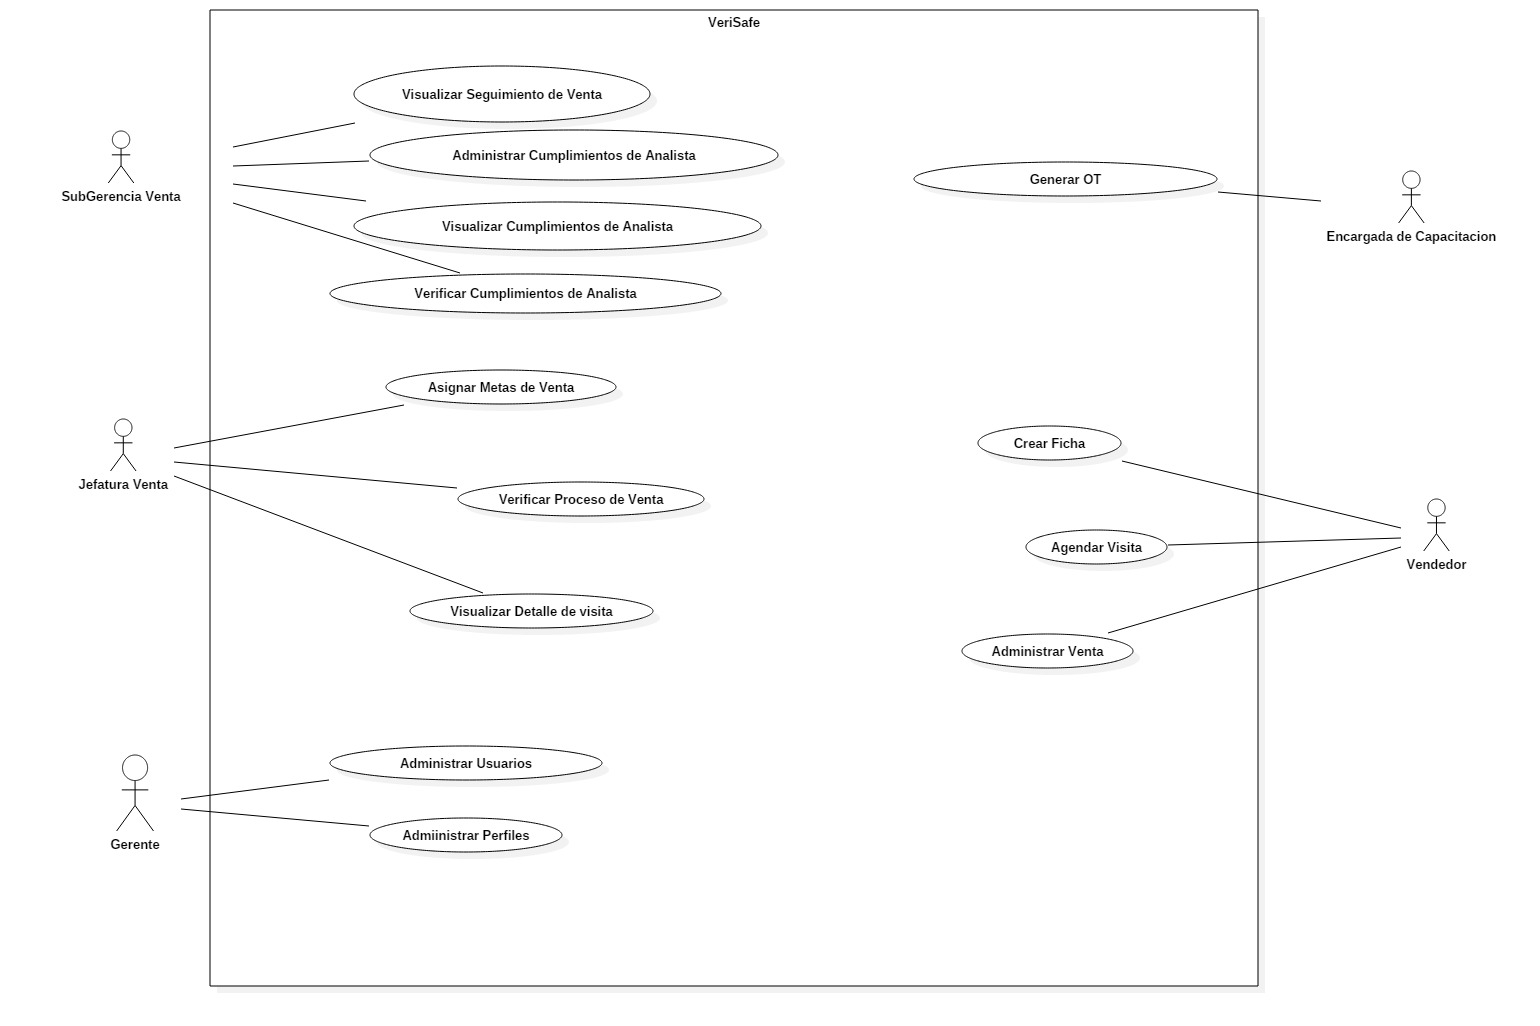 VeriSafe
Visualizar Seguimiento de Venta
Administrar Cumplimientos de Analista
SubGerencia Venta
Visualizar Cumplimientos de Analista
Verificar Cumplimientos de Analista
Generar OT
Encargada de Capacitacion
Asignar Metas de Venta
Jefatura Venta
Verificar Proceso de Venta
Visualizar Detalle de visita
Crear Ficha
Agendar Visita
Vendedor
Administrar Venta
Administrar Usuarios
Admiinistrar Perfiles
Gerente